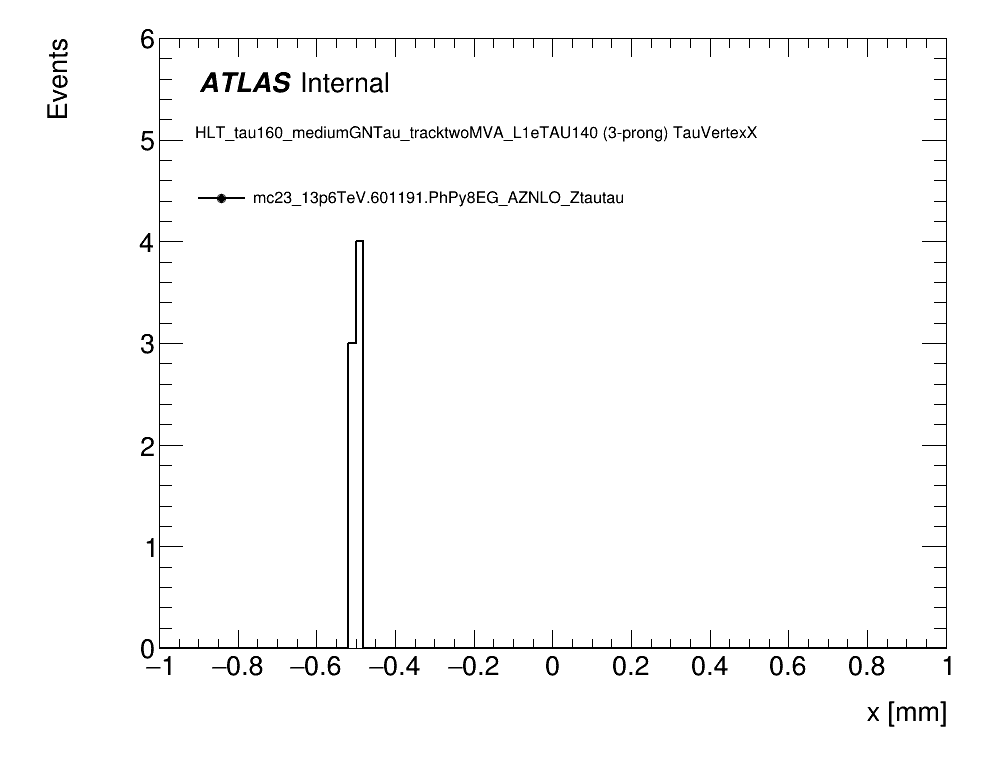 Events
6
ATLAS Internal
HLT_tau160_mediumGNTau_tracktwoMVA_L1eTAU140 (3-prong) TauVertexX
5
mc23_13p6TeV.601191.PhPy8EG_AZNLO_Ztautau
4
3
2
1
0
−1 −0.8 −0.6 −0.4 −0.2 0 0.2 0.4 0.6 0.8 1
x [mm]